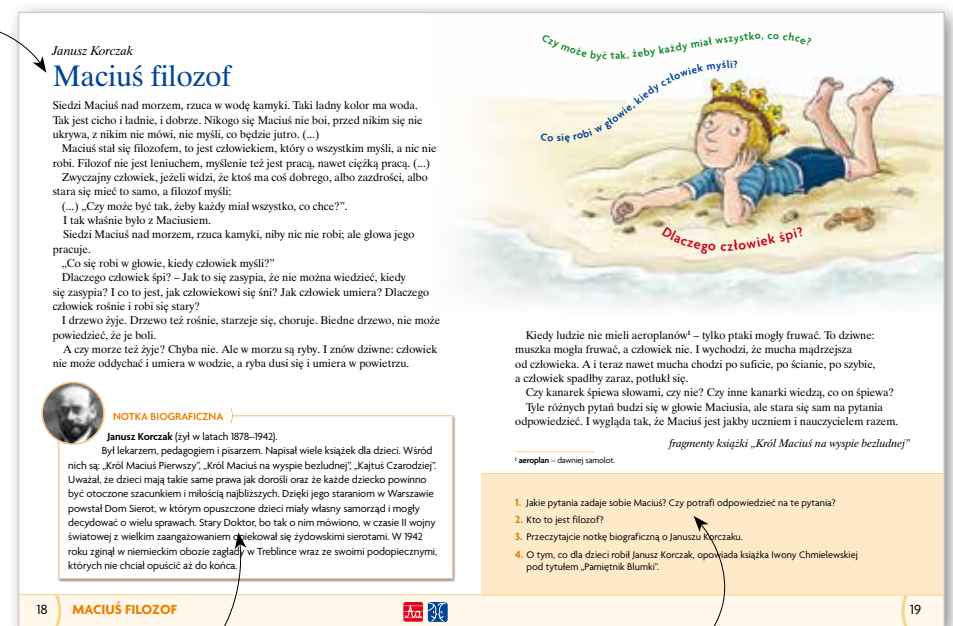 Janusz Korczak
Maciuś filozof
Siedzi Maciuś nad morzem, rzuca w wodę kamyki. Taki ładny kolor ma woda.
Tak jest cicho i ładnie, i dobrze. Nikogo się Maciuś nie boi, przed nikim się nie
ukrywa, z nikim nie mówi, nie myśli, co będzie jutro. (...)
Maciuś stał się filozofem, to jest człowiekiem, który o wszystkim myśli, a nic nie
robi. Filozof nie jest leniuchem, myślenie też jest pracą, nawet ciężką pracą. (...)
Zwyczajny człowiek, jeżeli widzi, że ktoś ma coś dobrego, albo zazdrości, albo
stara się mieć to samo, a filozof myśli:
(...) „Czy może być tak, żeby każdy miał wszystko, co chce?”.
I tak właśnie było z Maciusiem.
Siedzi Maciuś nad morzem, rzuca kamyki, niby nic nie robi; ale głowa jego
pracuje.
„Co się robi w głowie, kiedy człowiek myśli?”
Dlaczego człowiek śpi? – Jak to się zasypia, że nie można wiedzieć, kiedy
się zasypia? I co to jest, jak człowiekowi się śni? Jak człowiek umiera? Dlaczego
człowiek rośnie i robi się stary?
I drzewo żyje. Drzewo też rośnie, starzeje się, choruje. Biedne drzewo, nie może
powiedzieć, że je boli.
A czy morze też żyje? Chyba nie. Ale w morzu są ryby. I znów dziwne: człowiek
nie może oddychać i umiera w wodzie, a ryba dusi się i umiera w powietrzu.
NOTKA BIOGRAFICZNA
Janusz Korczak (żył w latach 1878–1942).
Był lekarzem, pedagogiem i pisarzem. Napisał wiele książek dla dzieci. Wśród
nich są: „Król Maciuś Pierwszy”, „Król Maciuś na wyspie bezludnej”, „Kajtuś Czarodziej”.
Uważał, że dzieci mają takie same prawa jak dorośli oraz że każde dziecko powinno
być otoczone szacunkiem i miłością najbliższych. Dzięki jego staraniom w Warszawie
powstał Dom Sierot, w którym opuszczone dzieci miały własny samorząd i mogły
decydować o wielu sprawach. Stary Doktor, bo tak o nim mówiono, w czasie II wojny
światowej z wielkim zaangażowaniem opiekował się żydowskimi sierotami. W 1942
roku zginął w niemieckim obozie zagłady w Treblince wraz ze swoimi podopiecznymi,
których nie chciał opuścić aż do końca.
18 MACIUŚ FILOZOF
Aa
Czy może być tak, żeby każdy miał wszystko, co chce?
Co się robi w głowie, kiedy człowiek myśli?
Dlaczego człowiek śpi?
Kiedy ludzie nie mieli aeroplanów¹ – tylko ptaki mogły fruwać. To dziwne:
muszka mogła fruwać, a człowiek nie. I wychodzi, że mucha mądrzejsza
od człowieka. A i teraz nawet mucha chodzi po suficie, po ścianie, po szybie,
a człowiek spadłby zaraz, potłukł się.
Czy kanarek śpiewa słowami, czy nie? Czy inne kanarki wiedzą, co on śpiewa?
Tyle różnych pytań budzi się w głowie Maciusia, ale stara się sam na pytania
odpowiedzieć. I wygląda tak, że Maciuś jest jakby uczniem i nauczycielem razem.
fragmenty książki „Król Maciuś na wyspie bezludnej”
¹ aeroplan – dawniej samolot.
1. Jakie pytania zadaje sobie Maciuś? Czy potrafi odpowiedzieć na te pytania?
2. Kto to jest filozof?
3. Przeczytajcie notkę biograficzną o Januszu Korczaku.
4. O tym, co dla dzieci robił Janusz Korczak, opowiada książka Iwony Chmielewskiej
pod tytułem „Pamiętnik Blumki”.
19